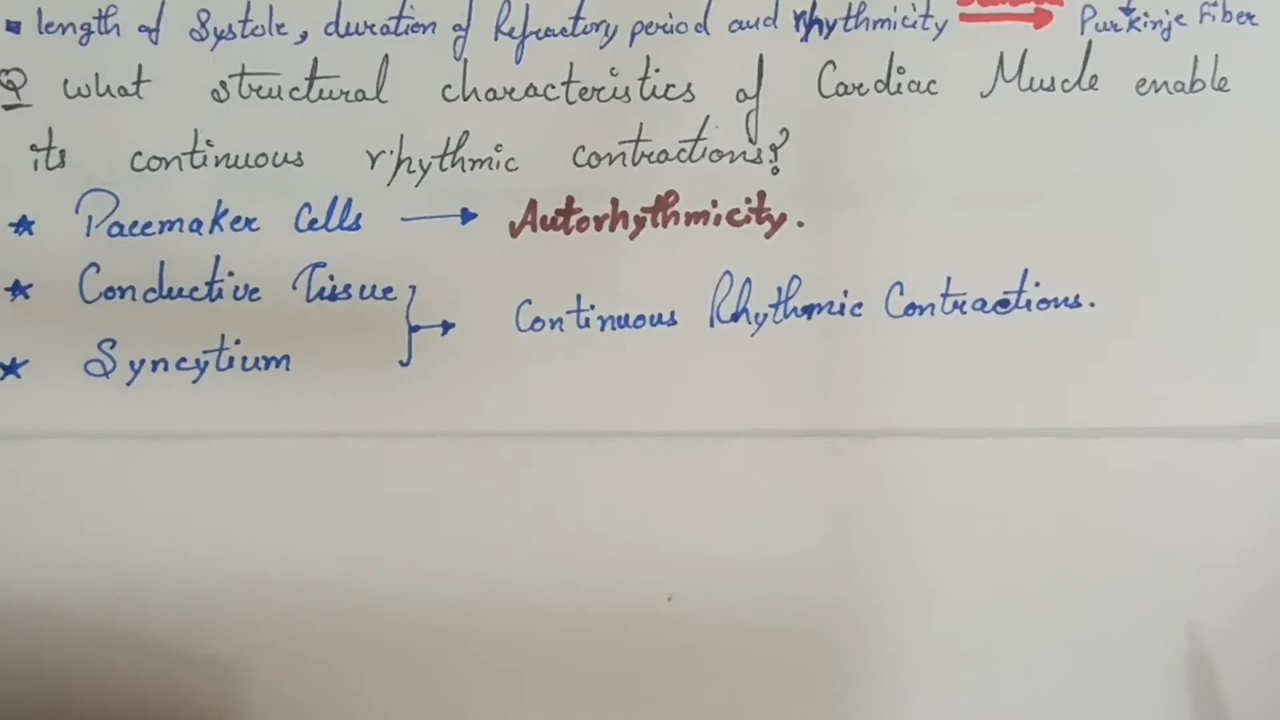 ▪ length of Systole, duration of Refractory period and rhythmicity ⟹ Purkinje Fiber
Q what structural characteristics of Cardiac Muscle enable
its continuous rhythmic contractions?
★ Pacemaker Cells → Autorhythmicity.
★ Conductive Tissue
} → Continuous Rhythmic Contractions.
★ Syncytium